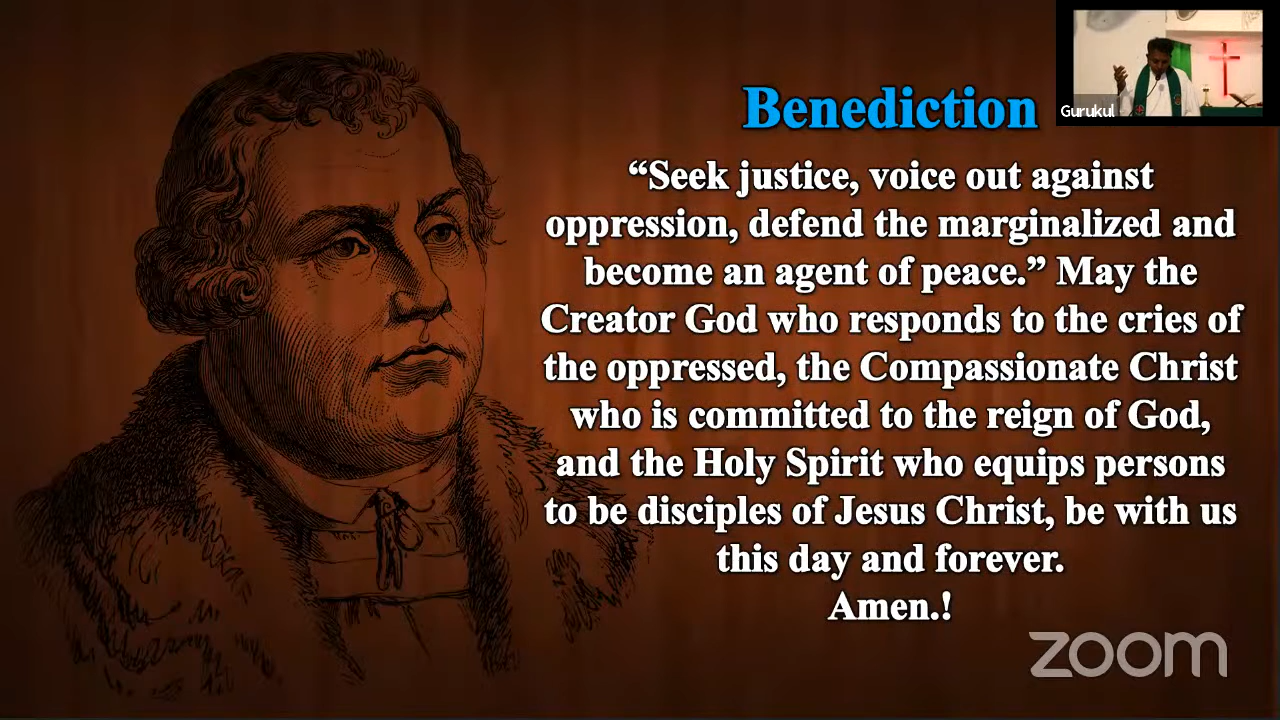 Benediction
Gurukul
“Seek justice, voice out against
oppression, defend the marginalized and
become an agent of peace.” May the
Creator God who responds to the cries of
the oppressed, the Compassionate Christ
who is committed to the reign of God,
and the Holy Spirit who equips persons
to be disciples of Jesus Christ, be with us
this day and forever.
Amen.!
zoom